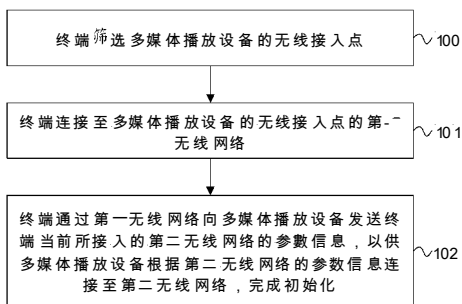 终端筛选多媒体播放设备的无线接入点
100
终端连接至多媒体播放设备的无线接入点的第一
无线网络
101
终端通过第一无线网络向多媒体播放设备发送终
端当前所接入的第二无线网络的参数信息，以供
多媒体播放设备根据第二无线网络的参数信息连
接至第二无线网络，完成初始化
102